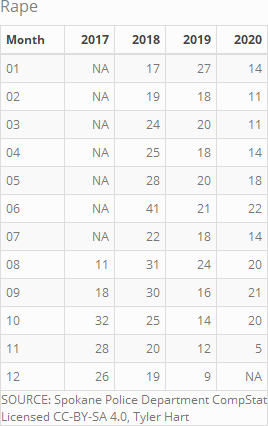 Rape
Month 2017 2018 2019 2020
01 NA 17 27 14
02 NA 19 18 11
03 NA 24 20 11
04 NA 25 18 14
05 NA 28 20 18
06 NA 41 21 22
07 NA 22 18 14
08 11 31 24 20
09 18 30 16 21
10 32 25 14 20
11 28 20 12 5
12 26 19 9 NA
SOURCE: Spokane Police Department CompStat
Licensed CC-BY-SA 4.0, Tyler Hart